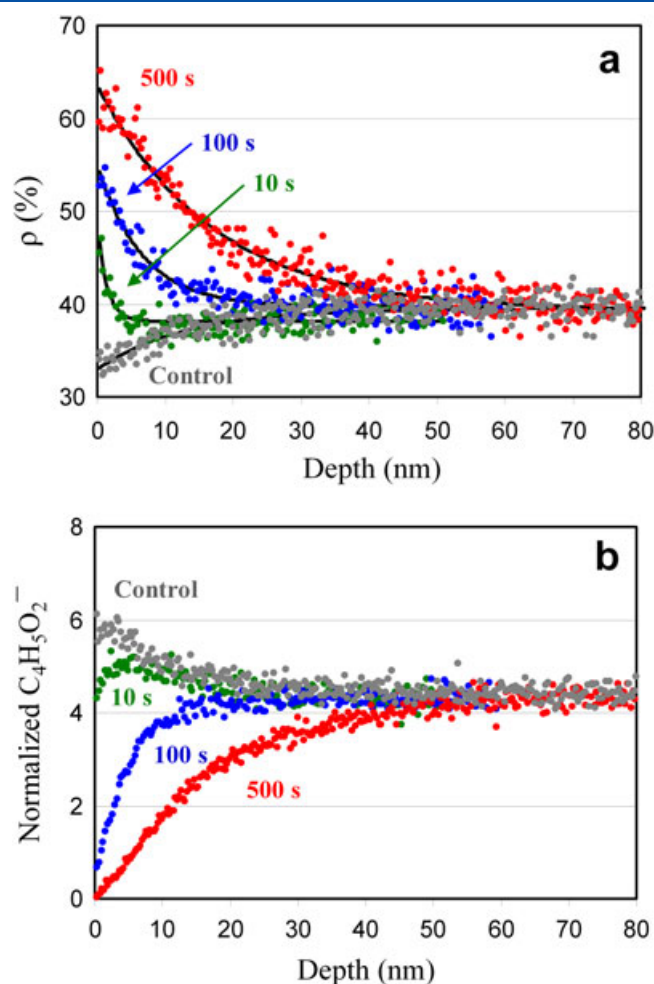 70
a
500 s
60
100 s
ρ (%)
10 s
50
40
Control
30
0 10 20 30 40 50 60 70 80
Depth (nm)
8
b
Control
6
Normalized C₄H₅O₂⁻
10 s
4
100 s
500 s
2
0
0 10 20 30 40 50 60 70 80
Depth (nm)